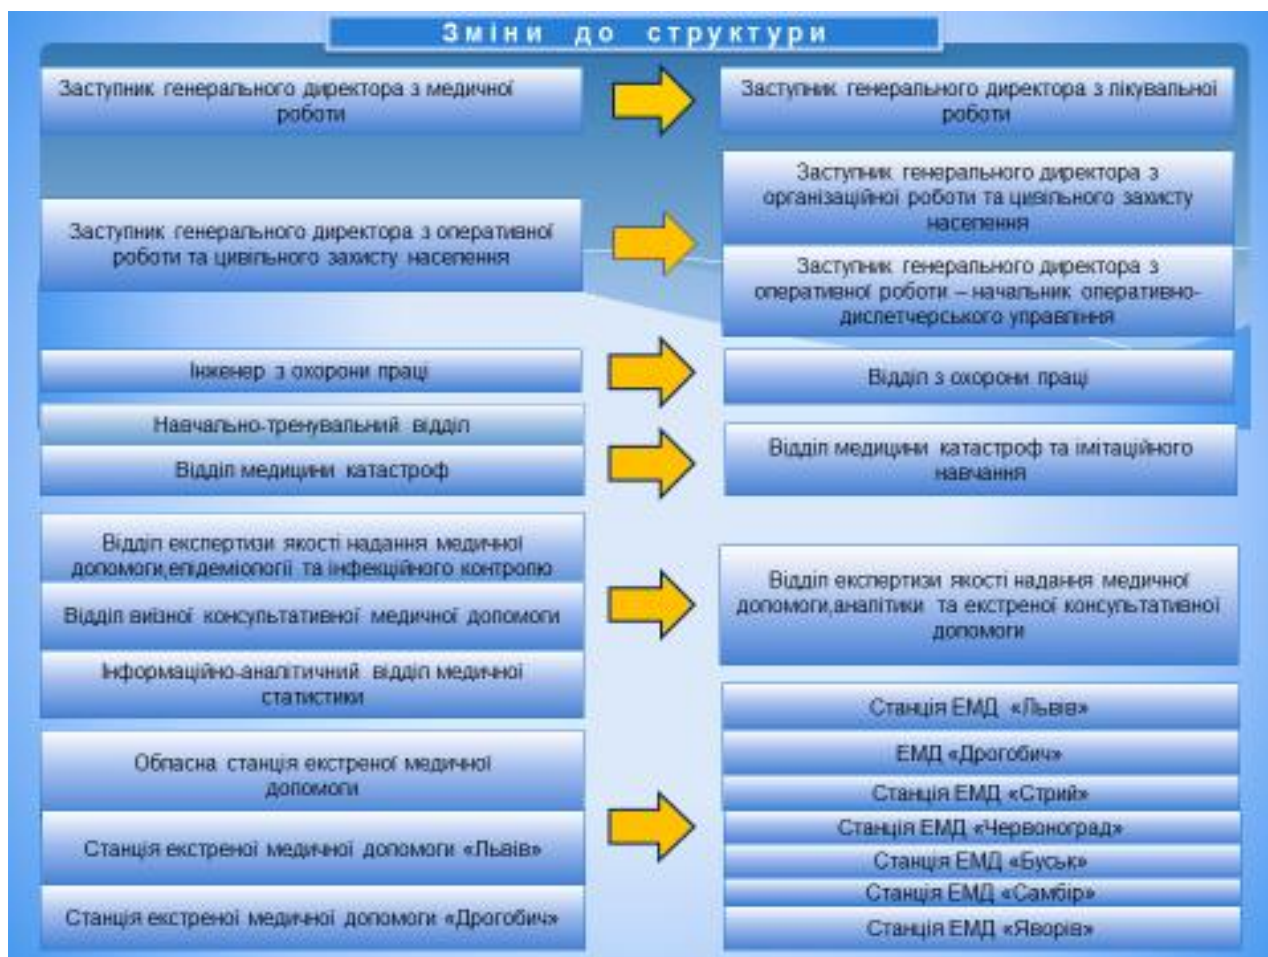 Зміни до структури
Заступник генерального директора з медичної
роботи
Заступник генерального директора з лікувальної
роботи
Заступник генерального директора з оперативної
роботи та цивільного захисту населення
Заступник генерального директора з
організаційної роботи та цивільного захисту
населення
Заступник генерального директора з
оперативної роботи – начальник оперативно-
диспетчерського управління
Інженер з охорони праці
Відділ з охорони праці
Навчально-тренувальний відділ
Відділ медицини катастроф
Відділ медицини катастроф та імітаційного
навчання
Відділ експертизи якості надання медичної
допомоги,епідеміології та інфекційного контролю
Відділ виїзної консультативної медичної допомоги
Інформаційно-аналітичний відділ медичної
статистики
Відділ експертизи якості надання медичної
допомоги,аналітики та екстреної консультативної
допомоги
Обласна станція екстреної медичної
допомоги
Станція екстреної медичної допомоги «Львів»
Станція екстреної медичної допомоги «Дрогобич»
Станція ЕМД «Львів»
ЕМД «Дрогобич»
Станція ЕМД «Стрий»
Станція ЕМД «Червоноград»
Станція ЕМД «Буськ»
Станція ЕМД «Самбір»
Станція ЕМД «Яворів»